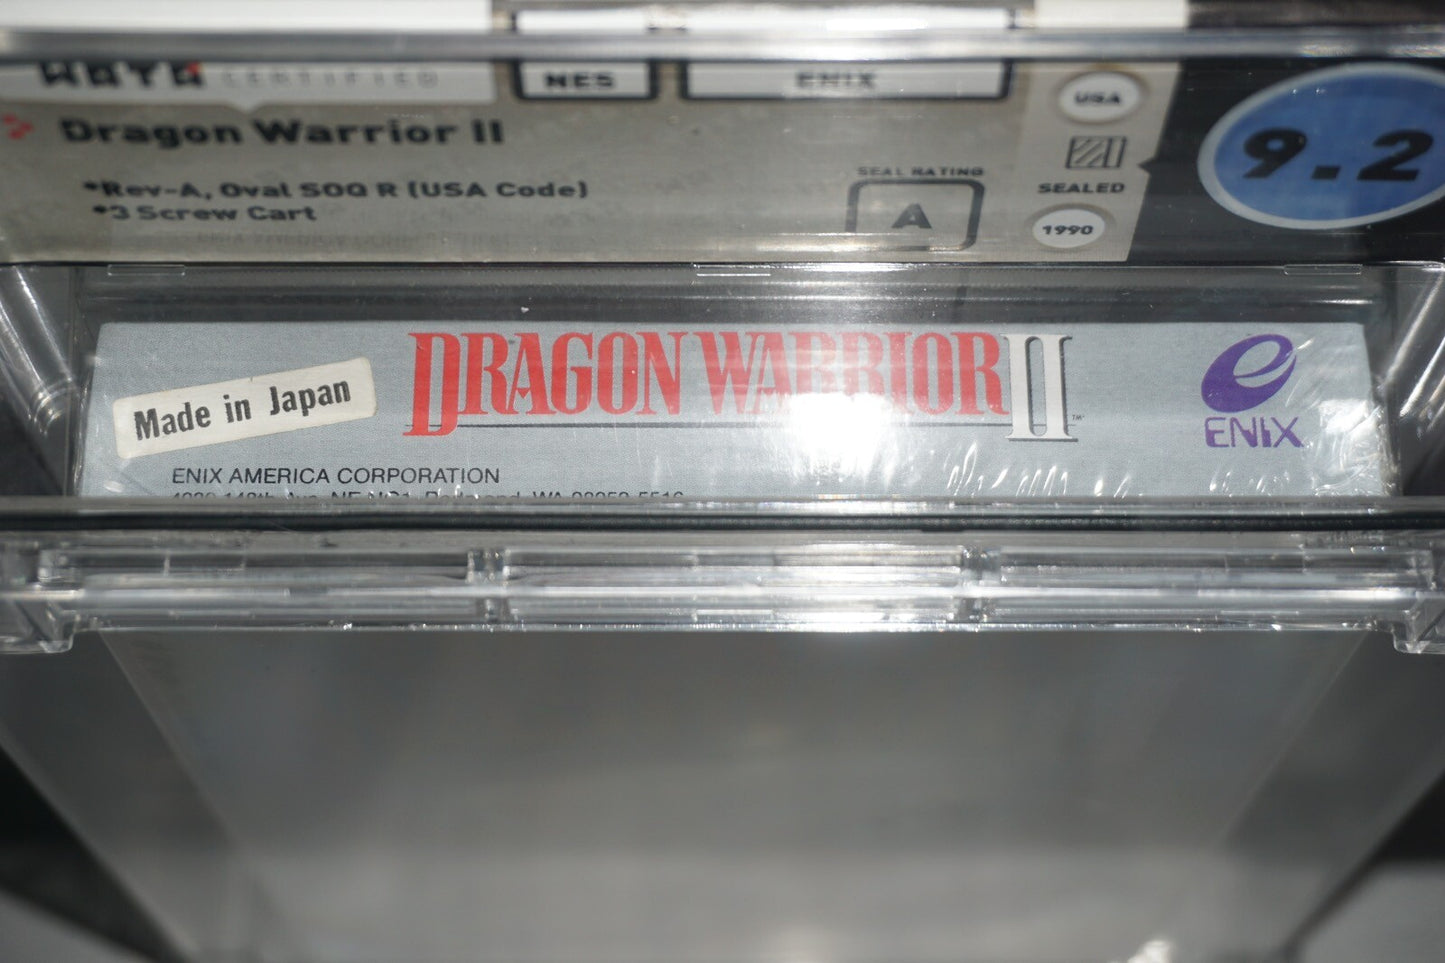 WATA CERTIFIED
NES
ENIX
USA
Dragon Warrior II
9.2
*Rev-A, Oval SOQ R (USA Code)
*3 Screw Cart
SEAL RATING
A
SEALED
1990
Made in Japan
DRAGON WARRIOR II
TM
ENIX
ENIX AMERICA CORPORATION